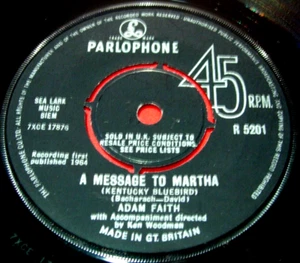 PARLOPHONE
45
R.P.M.
SEA LARK
MUSIC
BIEM
7XCE 17876
R 5201
SOLD IN U.K. SUBJECT TO
RESALE PRICE CONDITIONS,
SEE PRICE LISTS
Recording first
published 1964
A MESSAGE TO MARTHA
(KENTUCKY BLUEBIRD)
(Bacharach—David)
ADAM FAITH
with Accompaniment directed
by Ken Woodman
MADE IN GT. BRITAIN